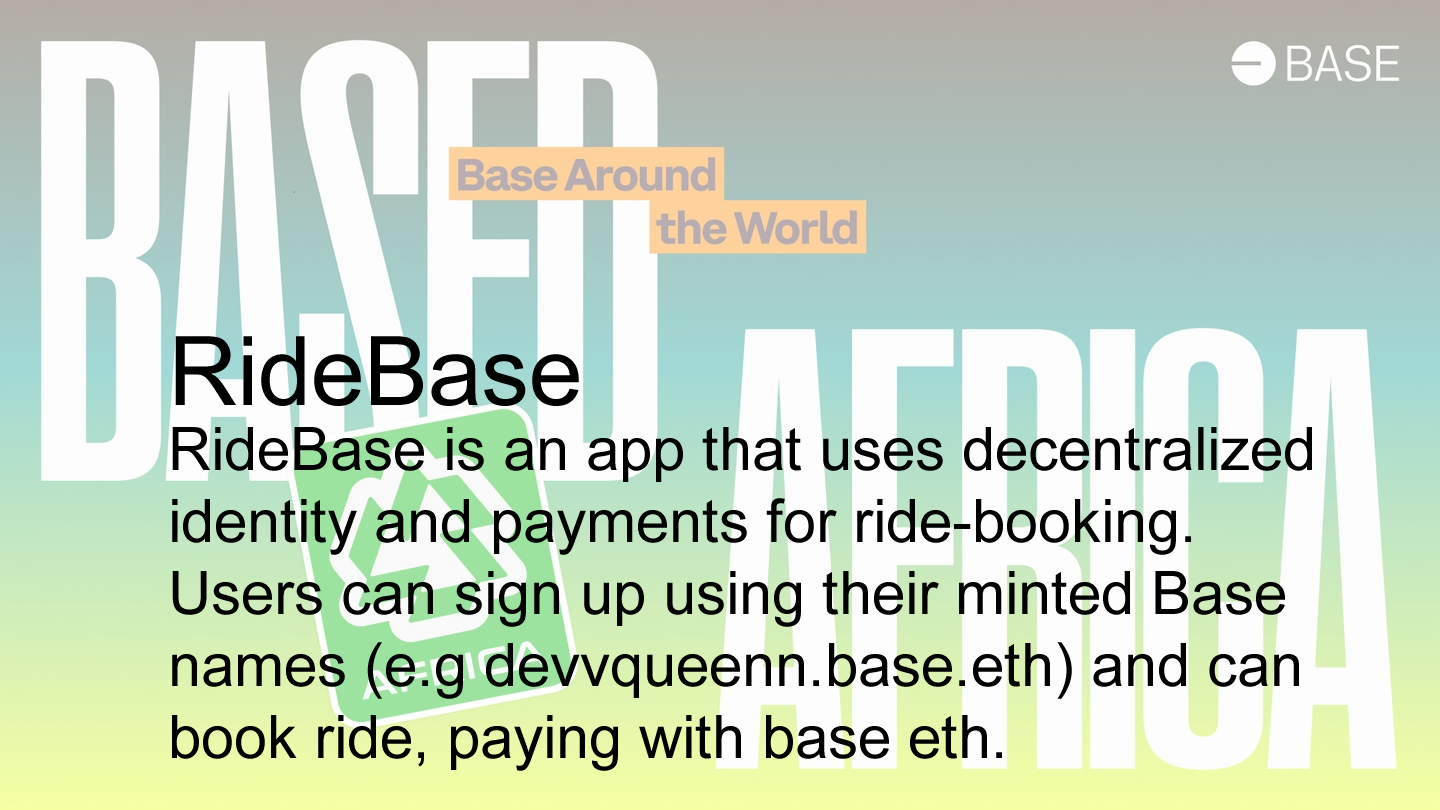 BASED
BASE
Base Around
the World
AFRICA
RideBase
RideBase is an app that uses decentralized
identity and payments for ride-booking.
Users can sign up using their minted Base
names (e.g devvqueenn.base.eth) and can
book ride, paying with base eth.
AFRICA